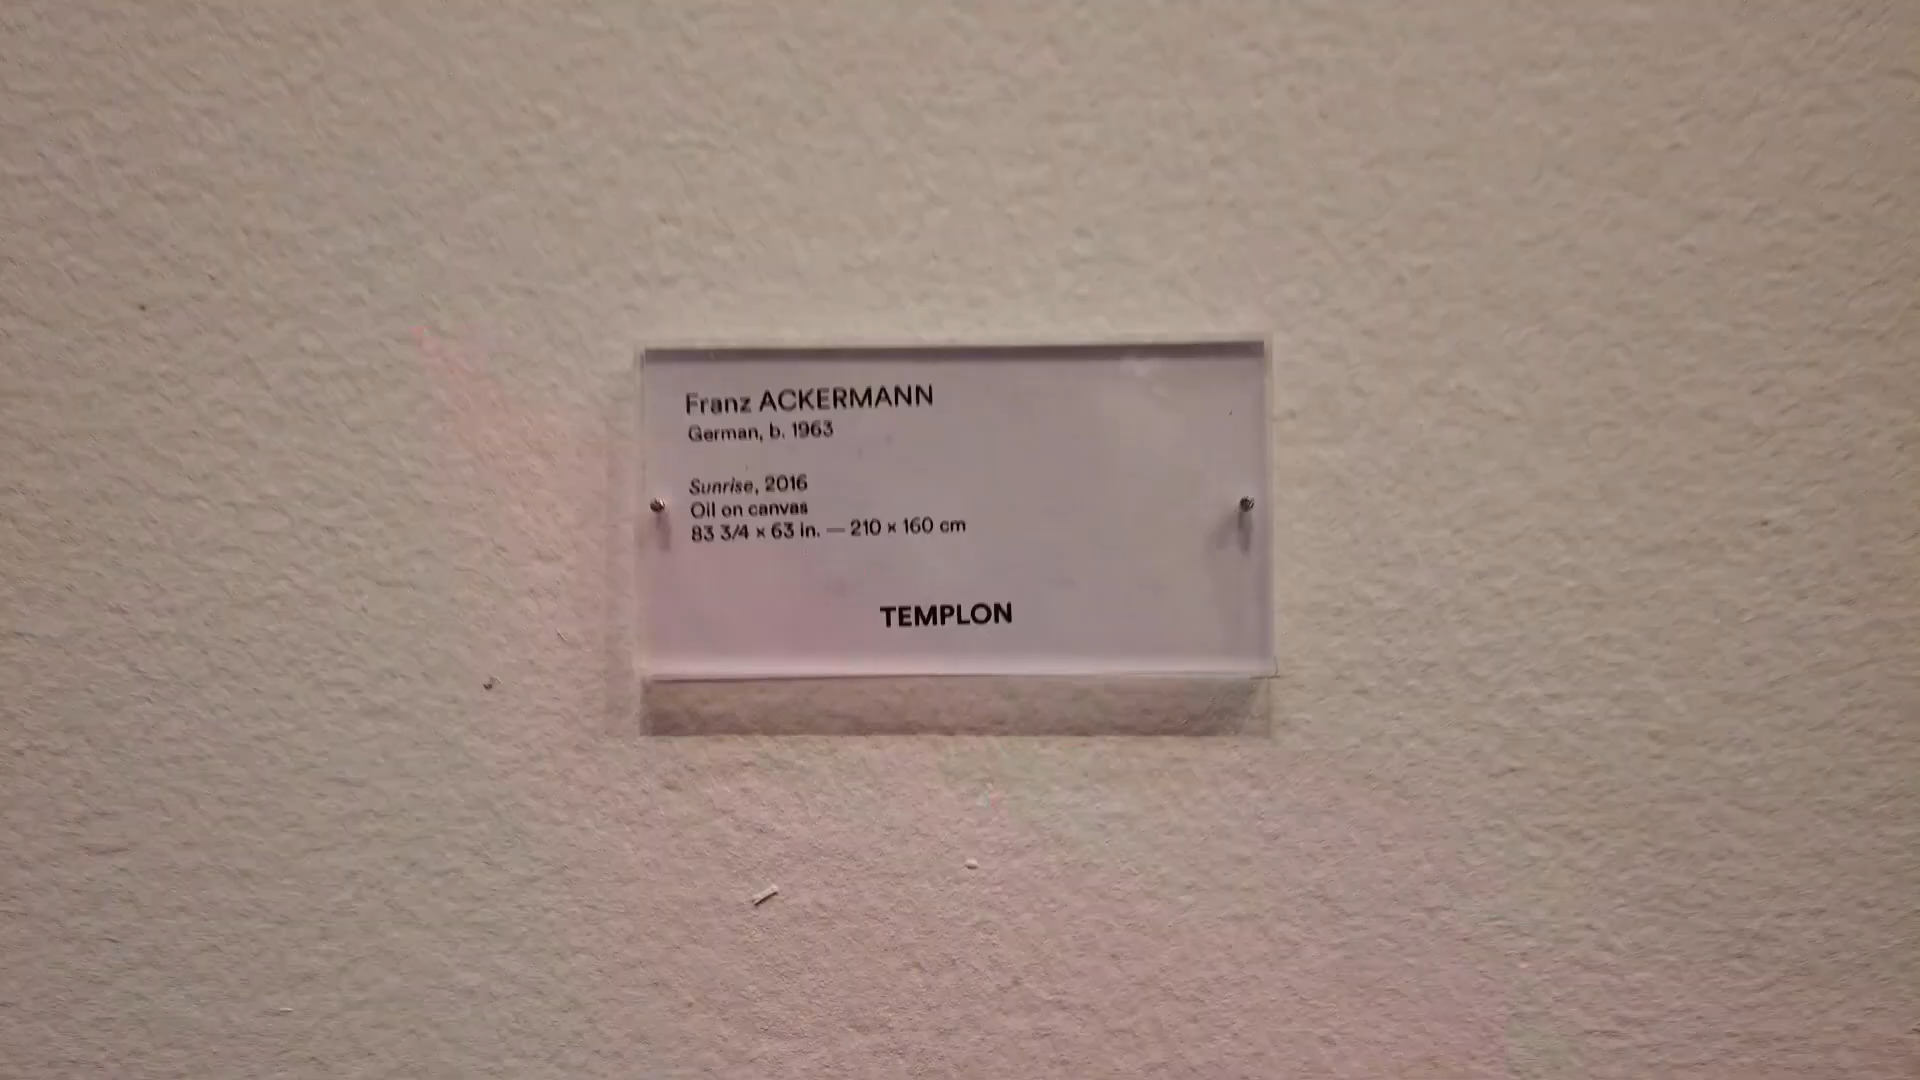 Franz ACKERMANN
German, b. 1963
Sunrise, 2016
Oil on canvas
83 3/4 × 63 in. — 210 × 160 cm
TEMPLON